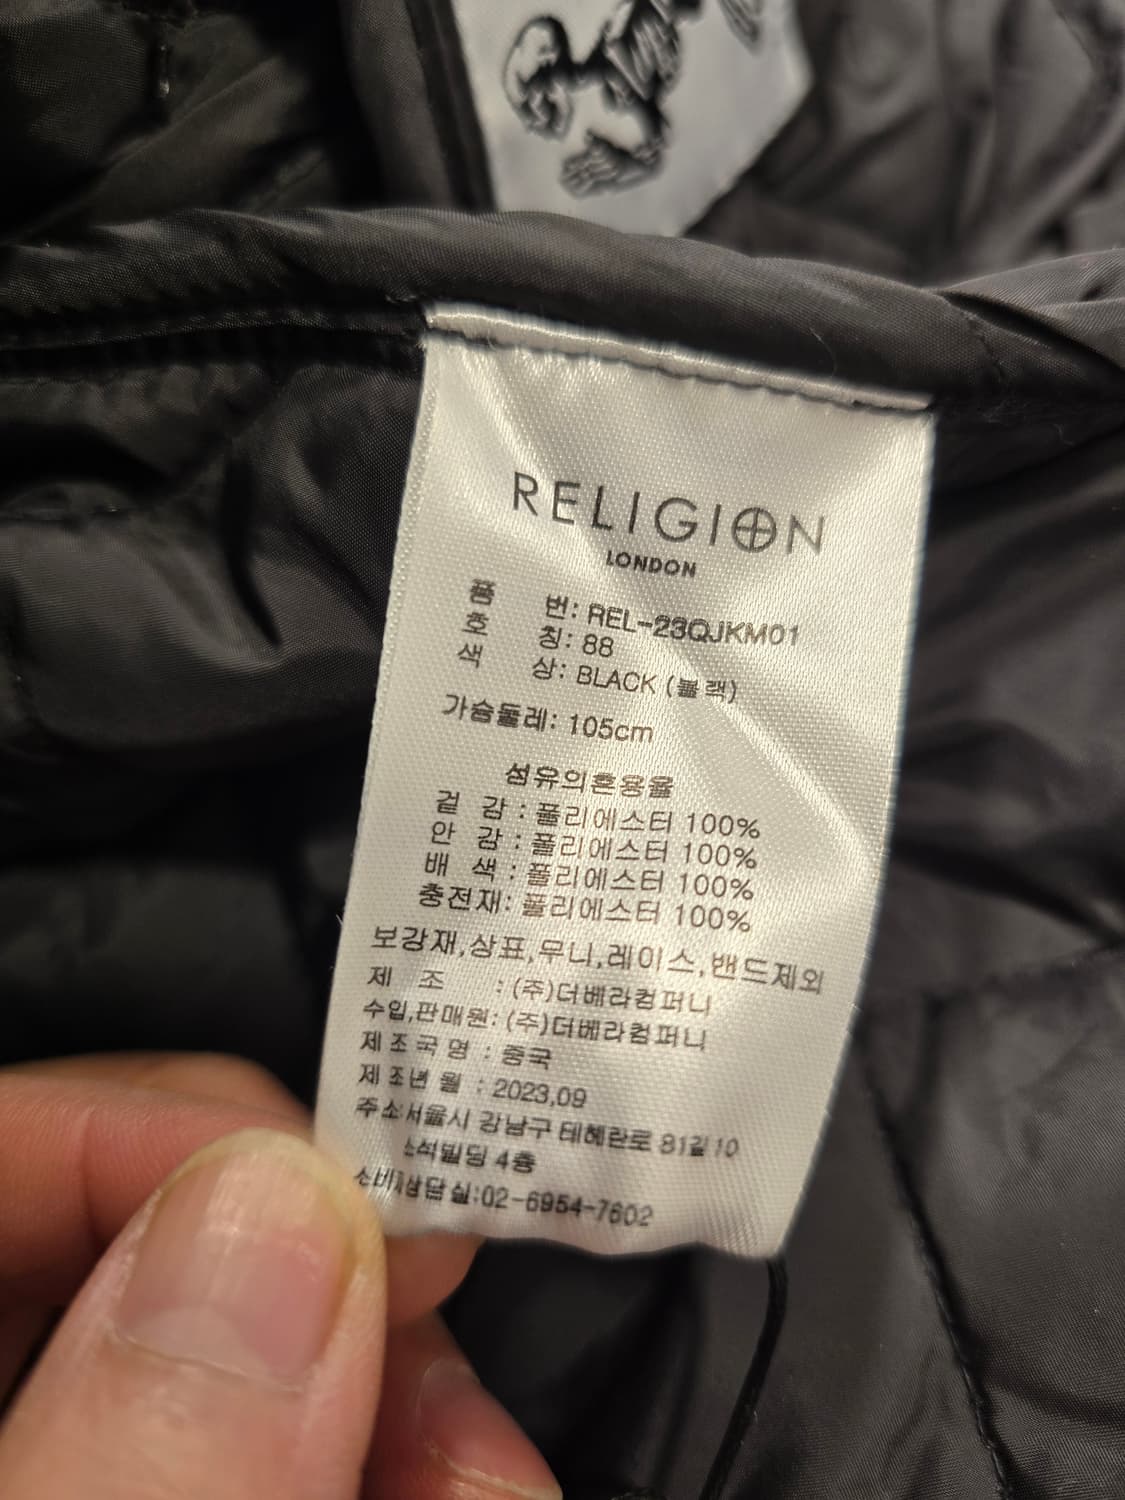 RELIGION
LONDON
품 번: REL-23QJKM01
호 칭: 88
색 상: BLACK (블랙)
가슴둘레: 105cm
섬유의혼용율
겉 감 : 폴리에스터 100%
안 감 : 폴리에스터 100%
배 색 : 폴리에스터 100%
충전재: 폴리에스터 100%
보강재,상표,무니,레이스,밴드제외
제 조 : (주)더베라컴퍼니
수입,판매원: (주)더베라컴퍼니
제조국명 : 중국
제조년월 : 2023,09
주소:서울시 강남구 테헤란로 81길 10
빌딩 4층
소비자상담실:02-6954-7602